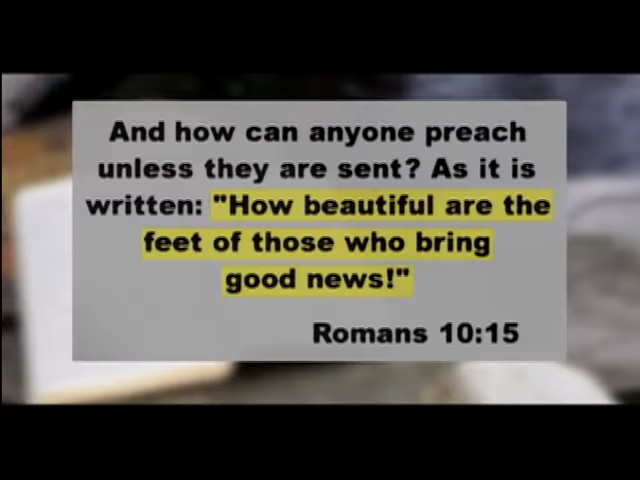 And how can anyone preach
unless they are sent? As it is
written: "How beautiful are the
feet of those who bring
good news!"
Romans 10:15